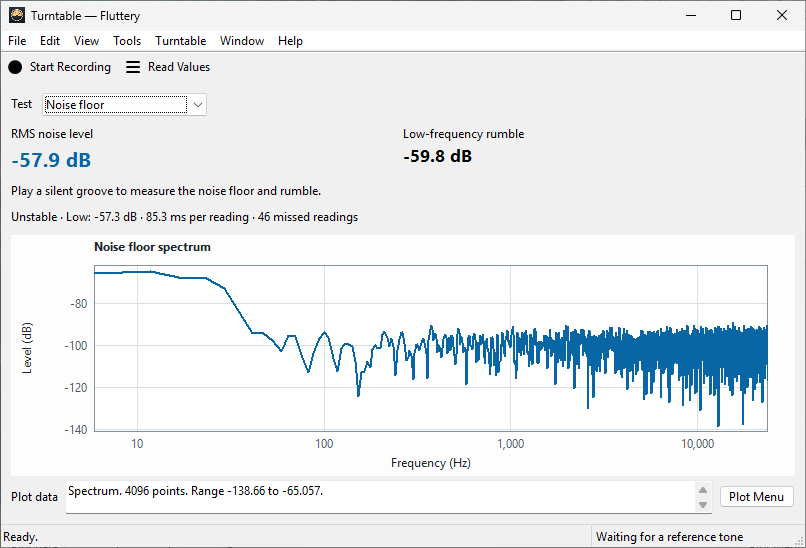 Turntable — Fluttery
File Edit View Tools Turntable Window Help
Start Recording Read Values
Test Noise floor
RMS noise level
-57.9 dB
Low-frequency rumble
-59.8 dB
Play a silent groove to measure the noise floor and rumble.
Unstable · Low: -57.3 dB · 85.3 ms per reading · 46 missed readings
Noise floor spectrum
Level (dB)
-80
-100
-120
-140
10 100 1,000 10,000
Frequency (Hz)
Plot data Spectrum. 4096 points. Range -138.66 to -65.057. Plot Menu
Ready. Waiting for a reference tone